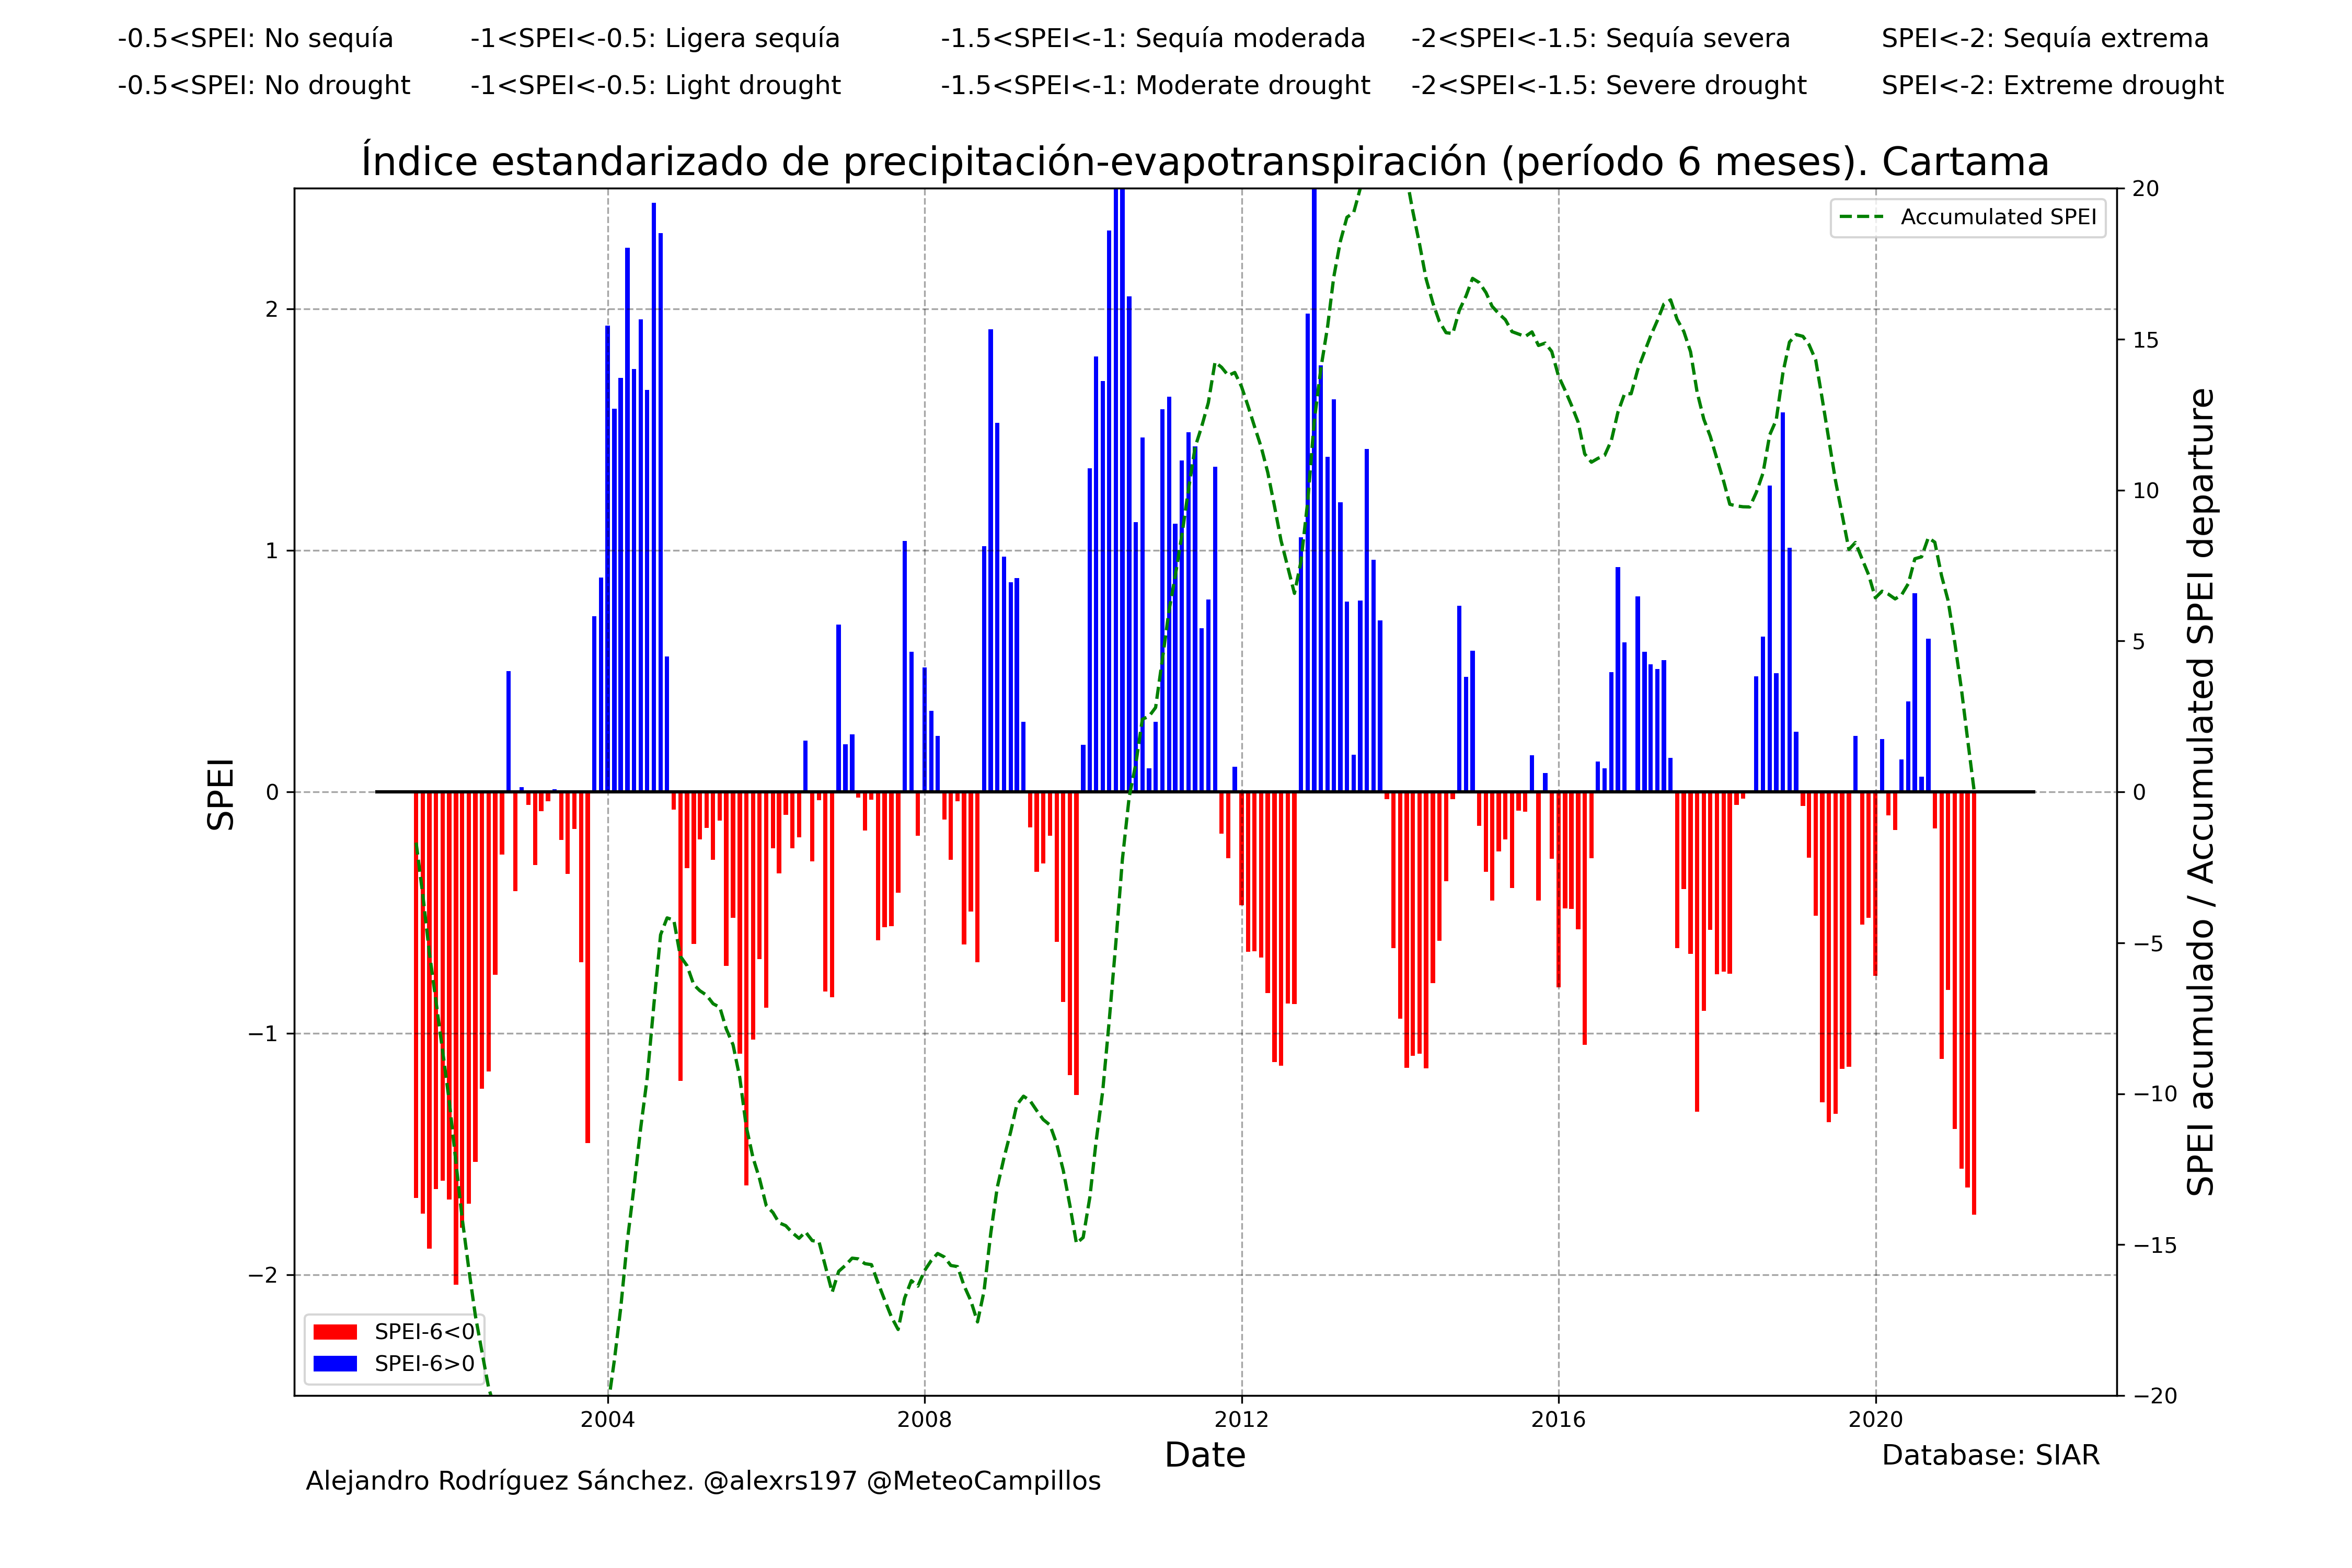 -0.5<SPEI: No sequía -1<SPEI<-0.5: Ligera sequía -1.5<SPEI<-1: Sequía moderada -2<SPEI<-1.5: Sequía severa SPEI<-2: Sequía extrema
-0.5<SPEI: No drought -1<SPEI<-0.5: Light drought -1.5<SPEI<-1: Moderate drought -2<SPEI<-1.5: Severe drought SPEI<-2: Extreme drought
Índice estandarizado de precipitación-evapotranspiración (período 6 meses). Cartama
Accumulated SPEI
SPEI
2
1
0
−1
−2
20
15
10
5
0
−5
−10
−15
−20
SPEI acumulado / Accumulated SPEI departure
SPEI-6<0
SPEI-6>0
2004 2008 2012 2016 2020
Date
Database: SIAR
Alejandro Rodríguez Sánchez. @alexrs197 @MeteoCampillos